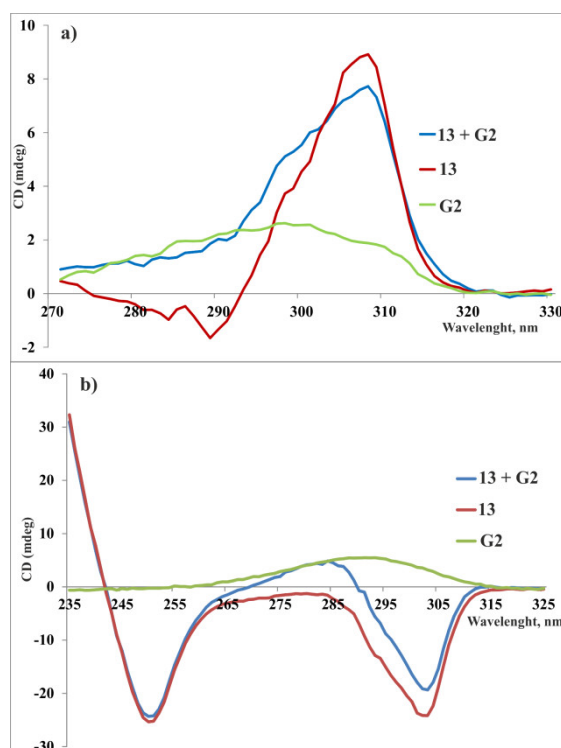 a)
10
8
6
4
2
0
-2
CD (mdeg)
13 + G2
13
G2
270 280 290 300 310 320 330
Wavelenght, nm
b)
40
30
20
10
0
-10
-20
-30
CD (mdeg)
13 + G2
13
G2
235 245 255 265 275 285 295 305 315 325
Wavelenght, nm